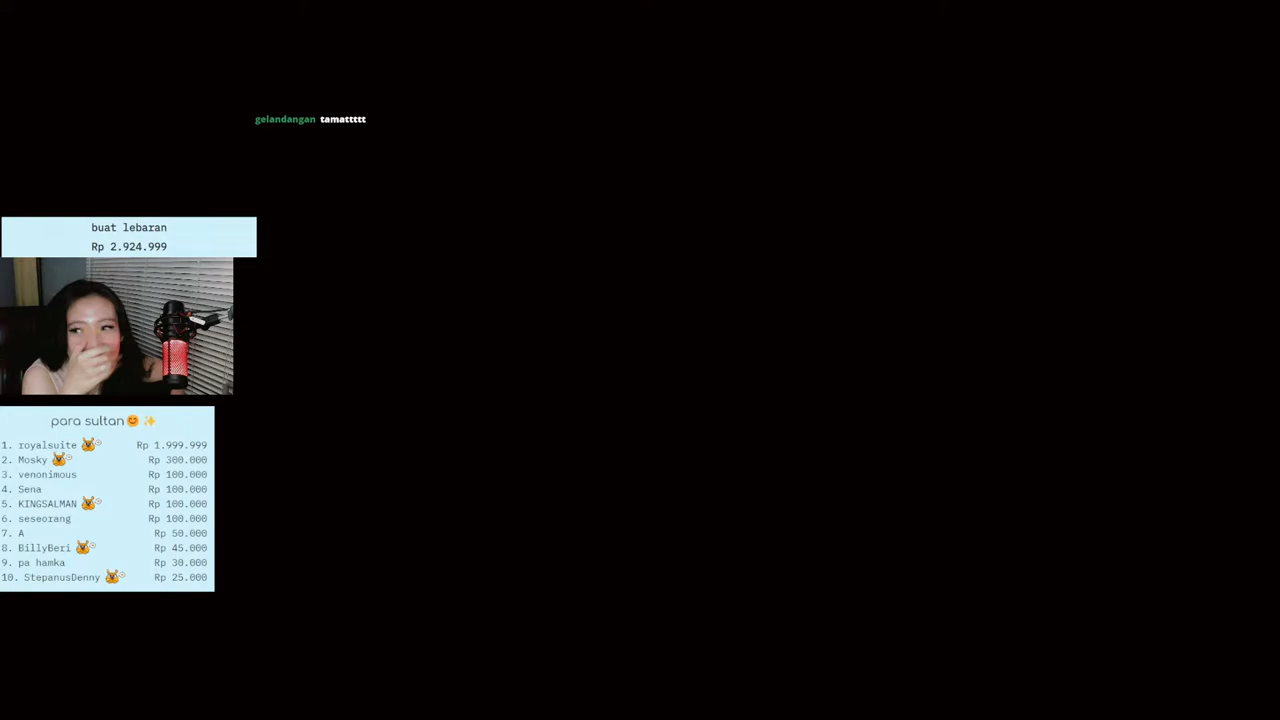 gelandangan tamattttt
buat lebaran
Rp 2.924.999
para sultan😊✨
1. royalsuite Rp 1.999.999
2. Mosky Rp 300.000
3. venonimous Rp 100.000
4. Sena Rp 100.000
5. KINGSALMAN Rp 100.000
6. seseorang Rp 100.000
7. A Rp 50.000
8. BillyBeri Rp 45.000
9. pa hamka Rp 30.000
10. StepanusDenny Rp 25.000